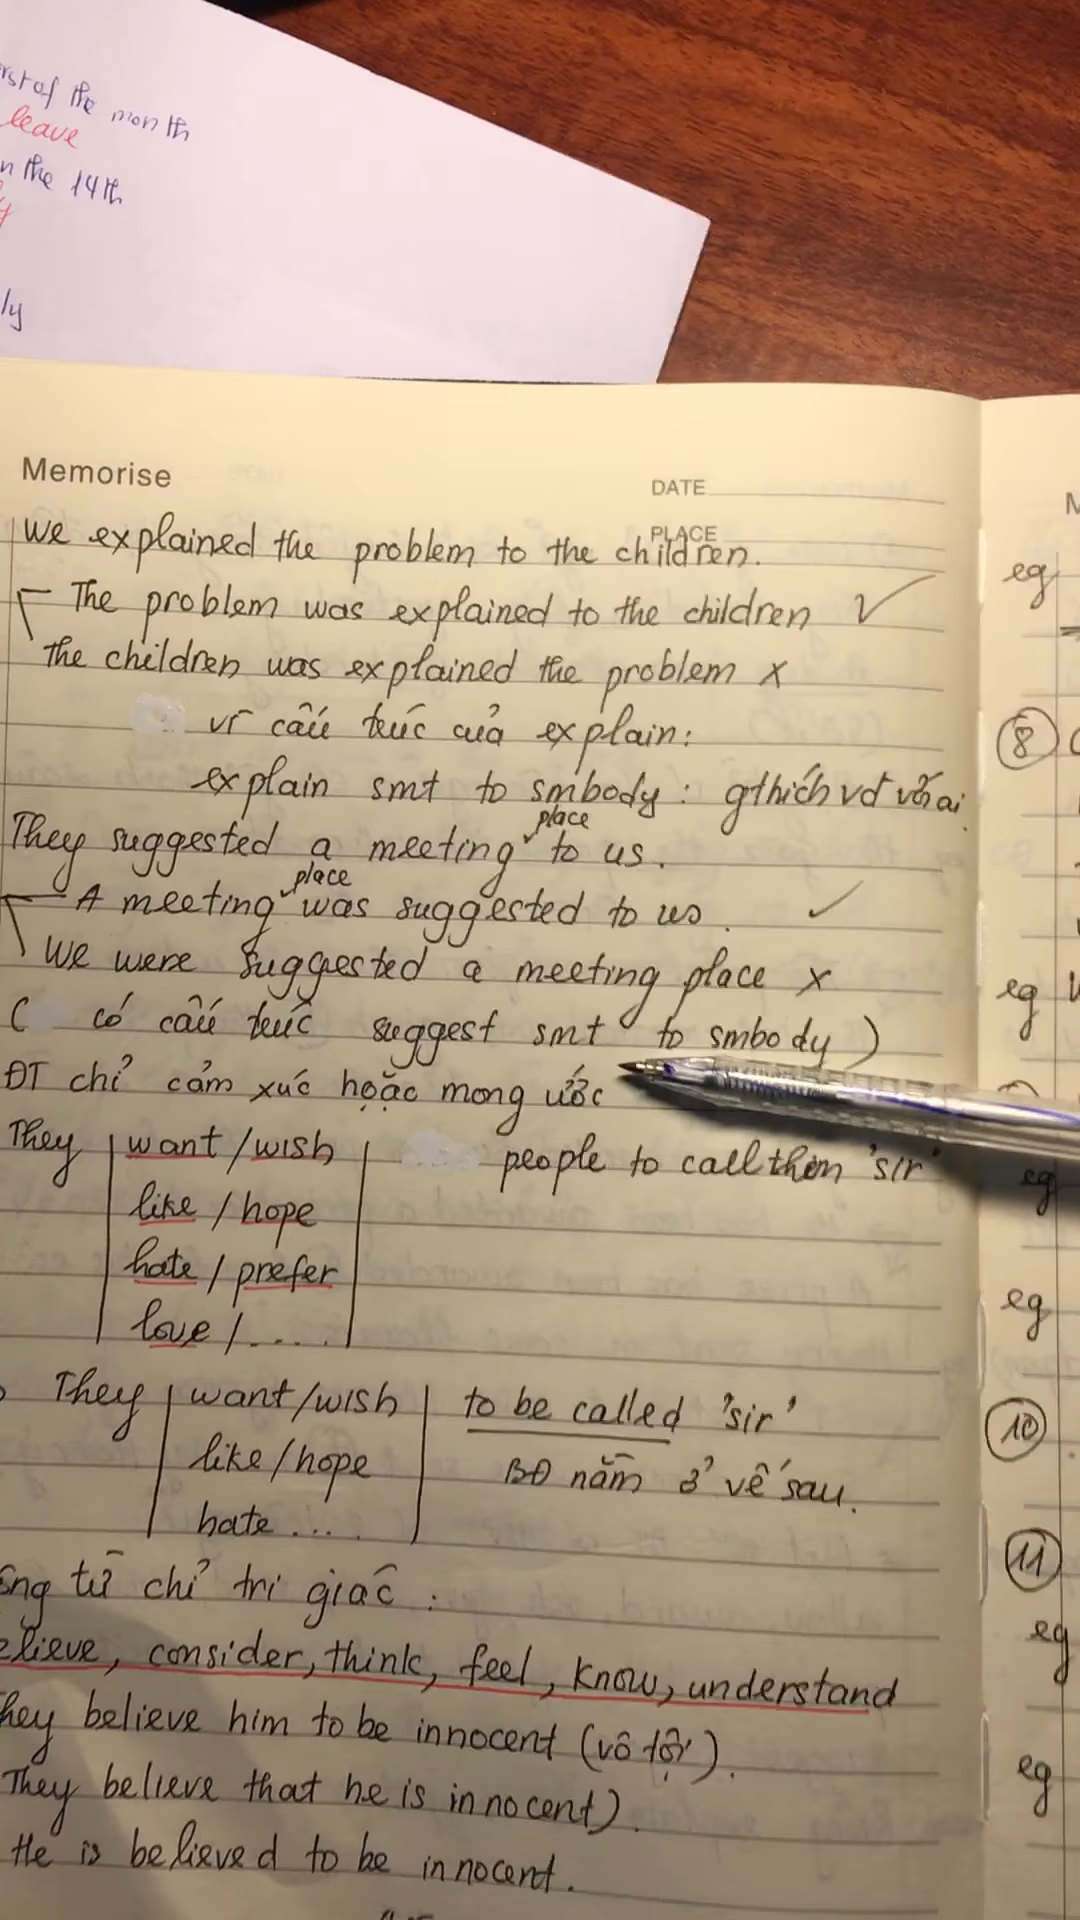 of the month
leave
the 14th
ly
Memorise
DATE
PLACE
We explained the problem to the children.
The problem was explained to the children ✓
The children was explained the problem x
vì cấu trúc của explain:
explain smt to smbody : gthích vđ với ai.
They suggested a meeting place to us.
A meeting place was suggested to us. ✓
We were suggested a meeting place x
( có cấu trúc suggest smt to smbody )
ĐT chỉ cảm xúc hoặc mong ước
They want / wish people to call them 'sir'
like / hope
hate / prefer
love / ....
They want/wish to be called 'sir'
like/hope BĐ nằm ở vế sau.
hate ...
từ chỉ tri giác :
consider, think, feel, know, understand
They believe him to be innocent (vô tội).
They believe that he is innocent)
He is believed to be innocent.
eg
8
eg
eg
eg
10
11
eg
eg